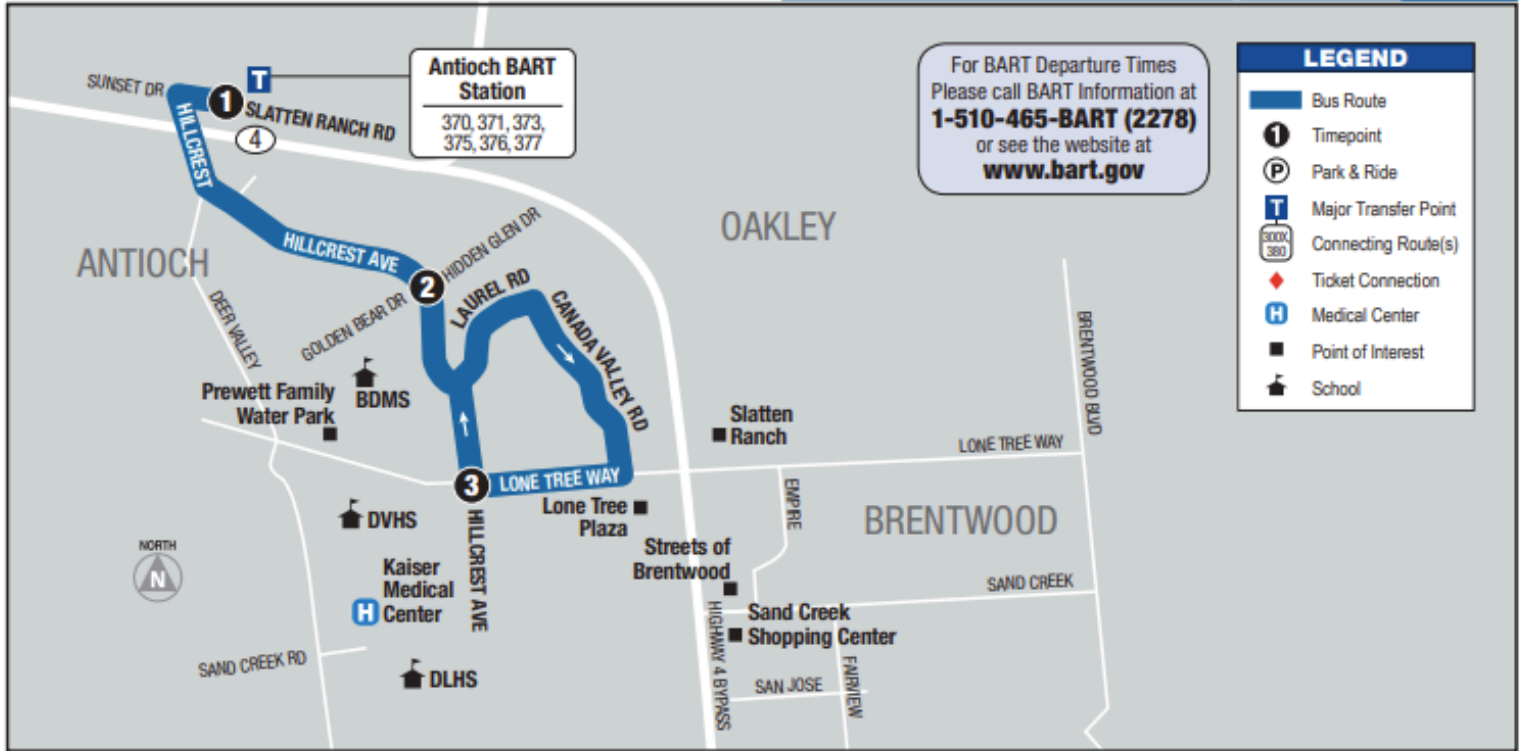 SUNSET DR
1
T
SLATTEN RANCH RD
4
Antioch BART
Station
370, 371, 373,
375, 376, 377
For BART Departure Times
Please call BART Information at
1-510-465-BART (2278)
or see the website at
www.bart.gov
LEGEND
Bus Route
1
Timepoint
P
Park & Ride
T
Major Transfer Point
300X,
380
Connecting Route(s)
Ticket Connection
H
Medical Center
Point of Interest
School
HILLCREST
ANTIOCH
HILLCREST AVE
OAKLEY
HIDDEN GLEN DR
2
GOLDEN BEAR DR
LAUREL RD
CANADA VALLEY RD
DEER VALLEY
BRENTWOOD BLVD
Prewett Family
Water Park
BDMS
Slatten
Ranch
LONE TREE WAY
3
LONE TREE WAY
Lone Tree
Plaza
EMPIRE
BRENTWOOD
DVHS
HILLCREST AVE
NORTH
N
Kaiser
Medical
Center
H
Streets of
Brentwood
SAND CREEK
HIGHWAY 4 BYPASS
Sand Creek
Shopping Center
SAND CREEK RD
DLHS
SAN JOSE
FAIRVIEW